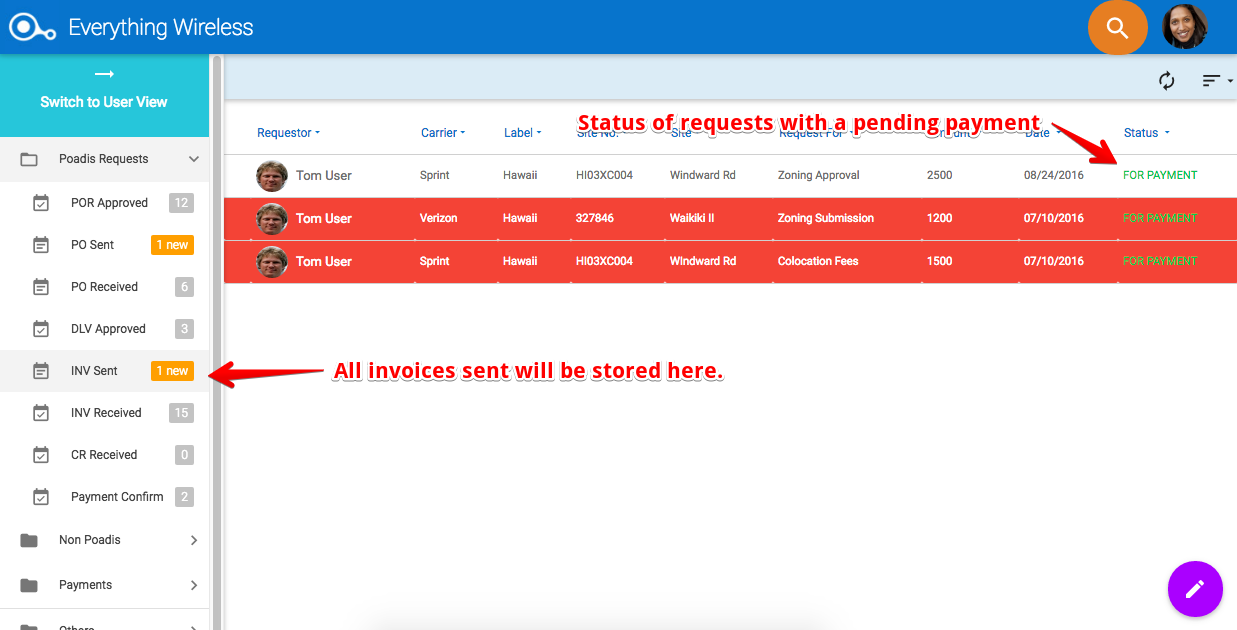 Everything Wireless
Switch to User View
Status of requests with a pending payment
Requestor Carrier Label Site No. Site Request For Date Status
Poadis Requests
Tom User Sprint Hawaii HI03XC004 Windward Rd Zoning Approval 2500 08/24/2016 FOR PAYMENT
POR Approved 12
Tom User Verizon Hawaii 327846 Waikiki II Zoning Submission 1200 07/10/2016 FOR PAYMENT
PO Sent 1 new
Tom User Sprint Hawaii HI03XC004 Windward Rd Colocation Fees 1500 07/10/2016 FOR PAYMENT
PO Received 6
DLV Approved 3
INV Sent 1 new
All invoices sent will be stored here.
INV Received 15
CR Received 0
Payment Confirm 2
Non Poadis
Payments
Others